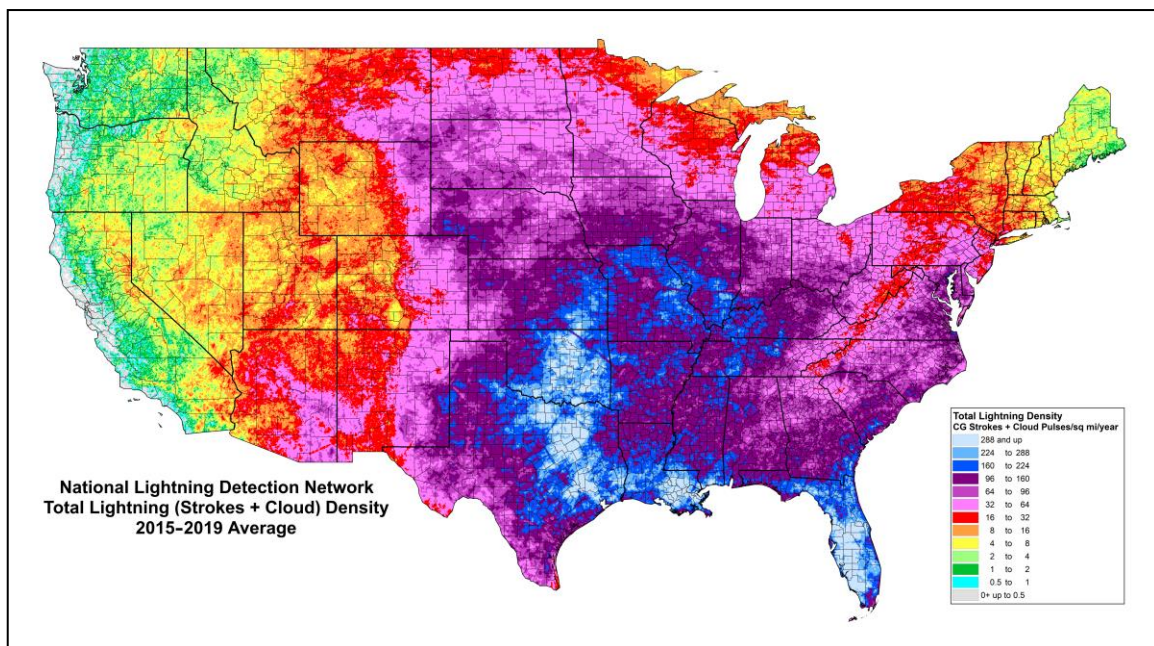 National Lightning Detection Network
Total Lightning (Strokes + Cloud) Density
2015–2019 Average
Total Lightning Density
CG Strokes + Cloud Pulses/sq mi/year
288 and up
224 to 288
160 to 224
96 to 160
64 to 96
32 to 64
16 to 32
8 to 16
4 to 8
2 to 4
1 to 2
0.5 to 1
0+ up to 0.5